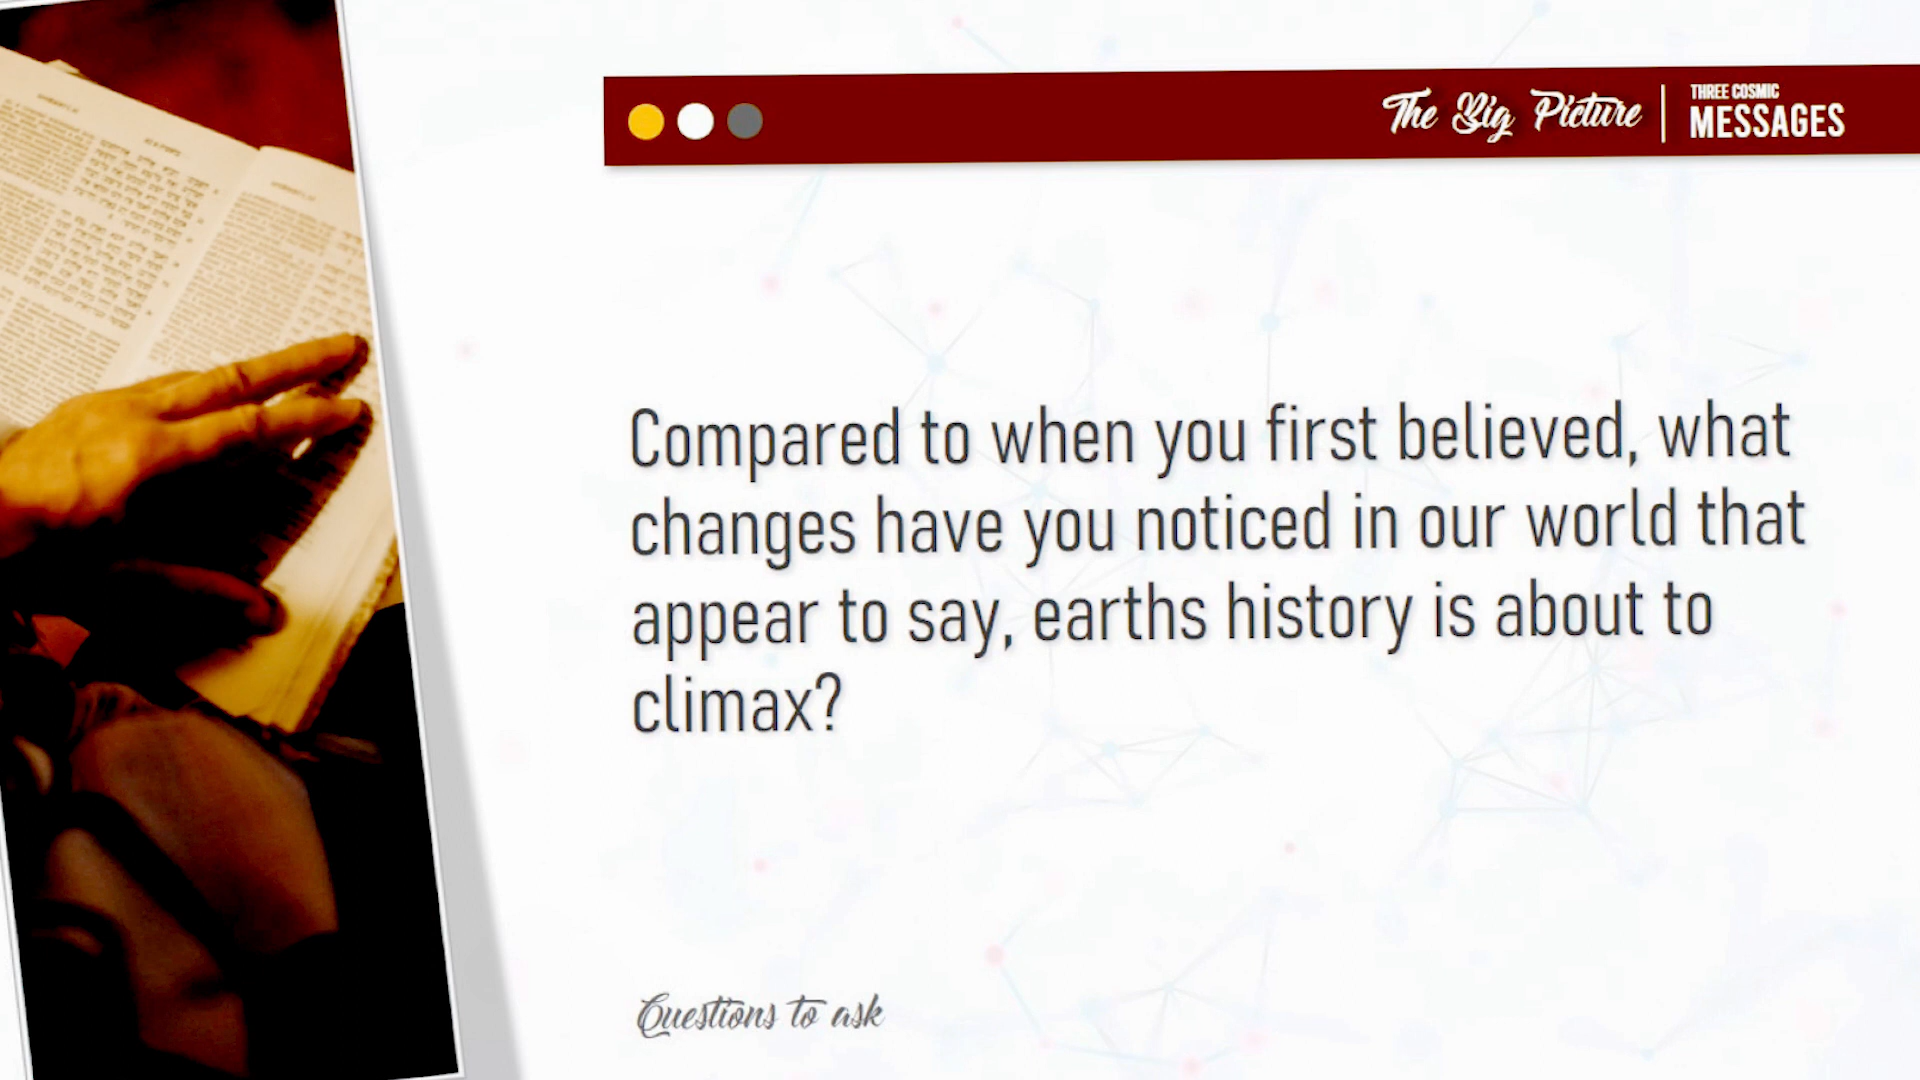 The Big Picture
THREE COSMIC
MESSAGES
Compared to when you first believed, what
changes have you noticed in our world that
appear to say, earths history is about to
climax?
Questions to ask